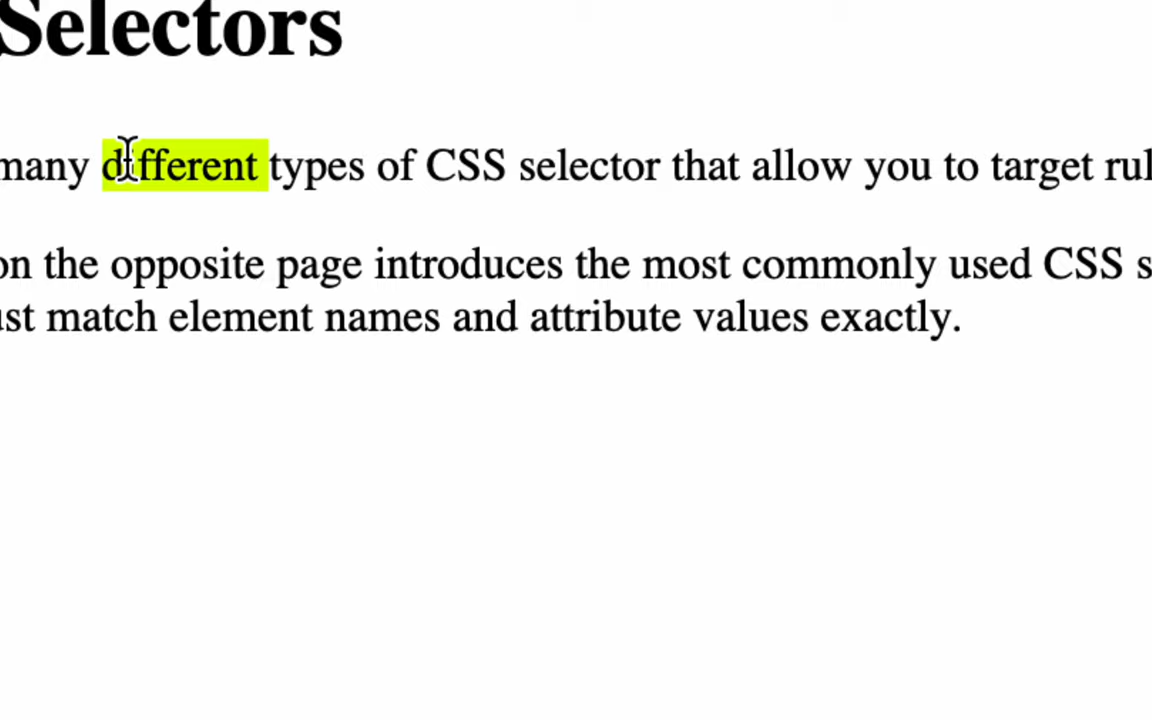 Selectors
many different types of CSS selector that allow you to target rul
on the opposite page introduces the most commonly used CSS s
ust match element names and attribute values exactly.